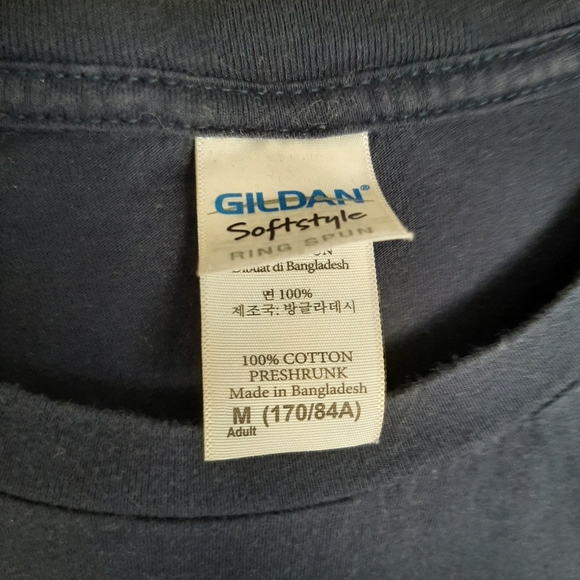 GILDAN®
Softstyle
RING SPUN
Dibuat di Bangladesh
면 100%
제조국: 방글라데시
100% COTTON
PRESHRUNK
Made in Bangladesh
M (170/84A)
Adult